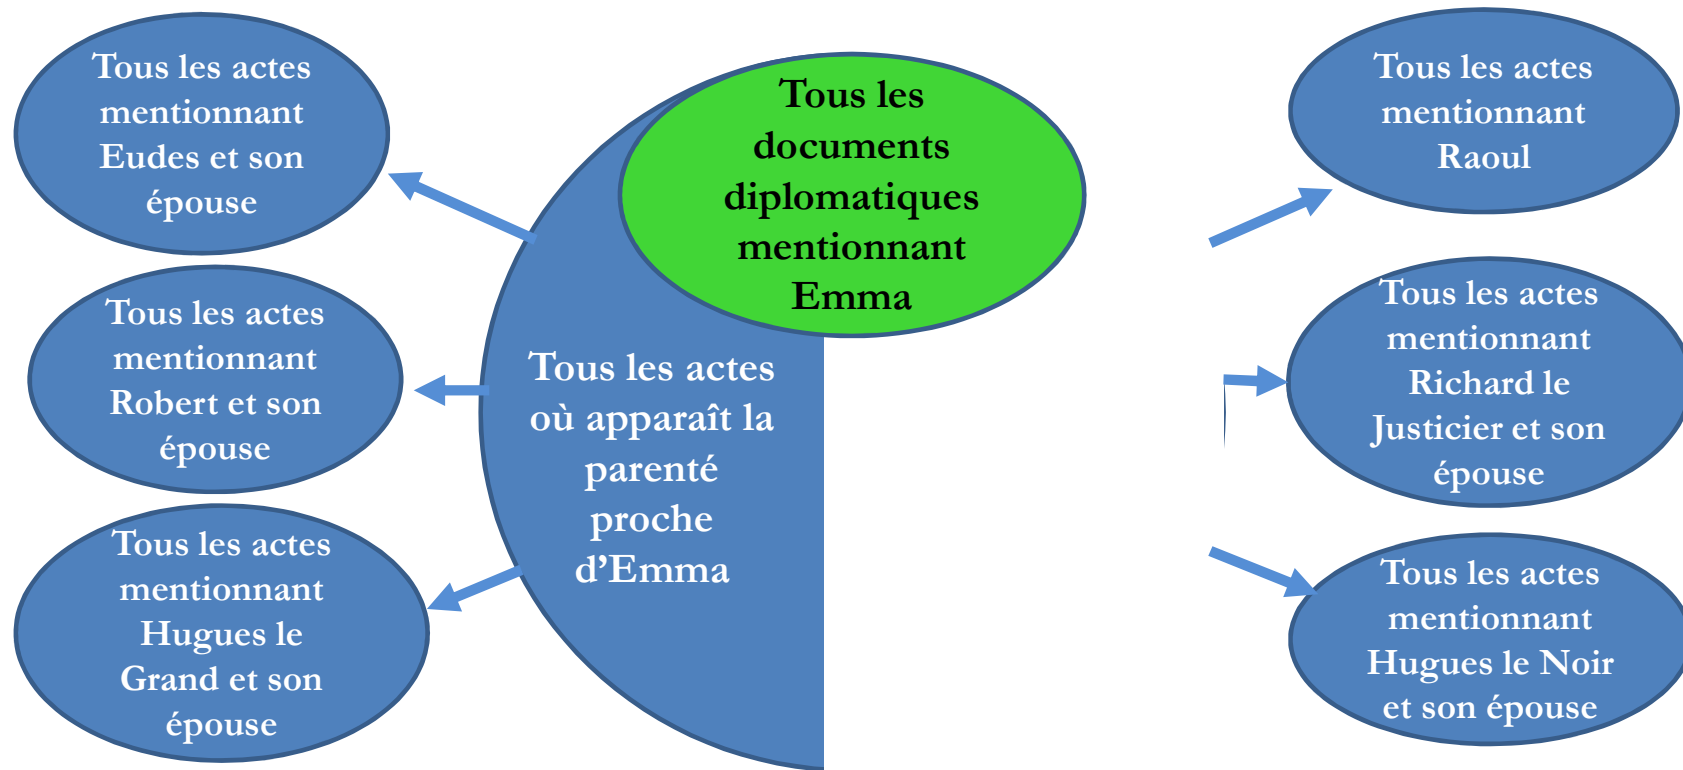 Tous les actes
mentionnant
Eudes et son
épouse
Tous les actes
mentionnant
Robert et son
épouse
Tous les actes
mentionnant
Hugues le
Grand et son
épouse
Tous les
documents
diplomatiques
mentionnant
Emma
Tous les actes
où apparaît la
parenté
proche
d’Emma
Tous les actes
mentionnant
Raoul
Tous les actes
mentionnant
Richard le
Justicier et son
épouse
Tous les actes
mentionnant
Hugues le Noir
et son épouse